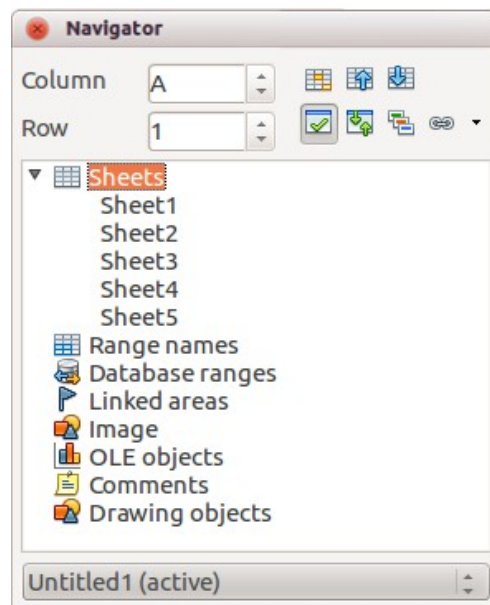 Navigator
Column A
Row 1
Sheets
Sheet1
Sheet2
Sheet3
Sheet4
Sheet5
Range names
Database ranges
Linked areas
Image
OLE objects
Comments
Drawing objects
Untitled1 (active)